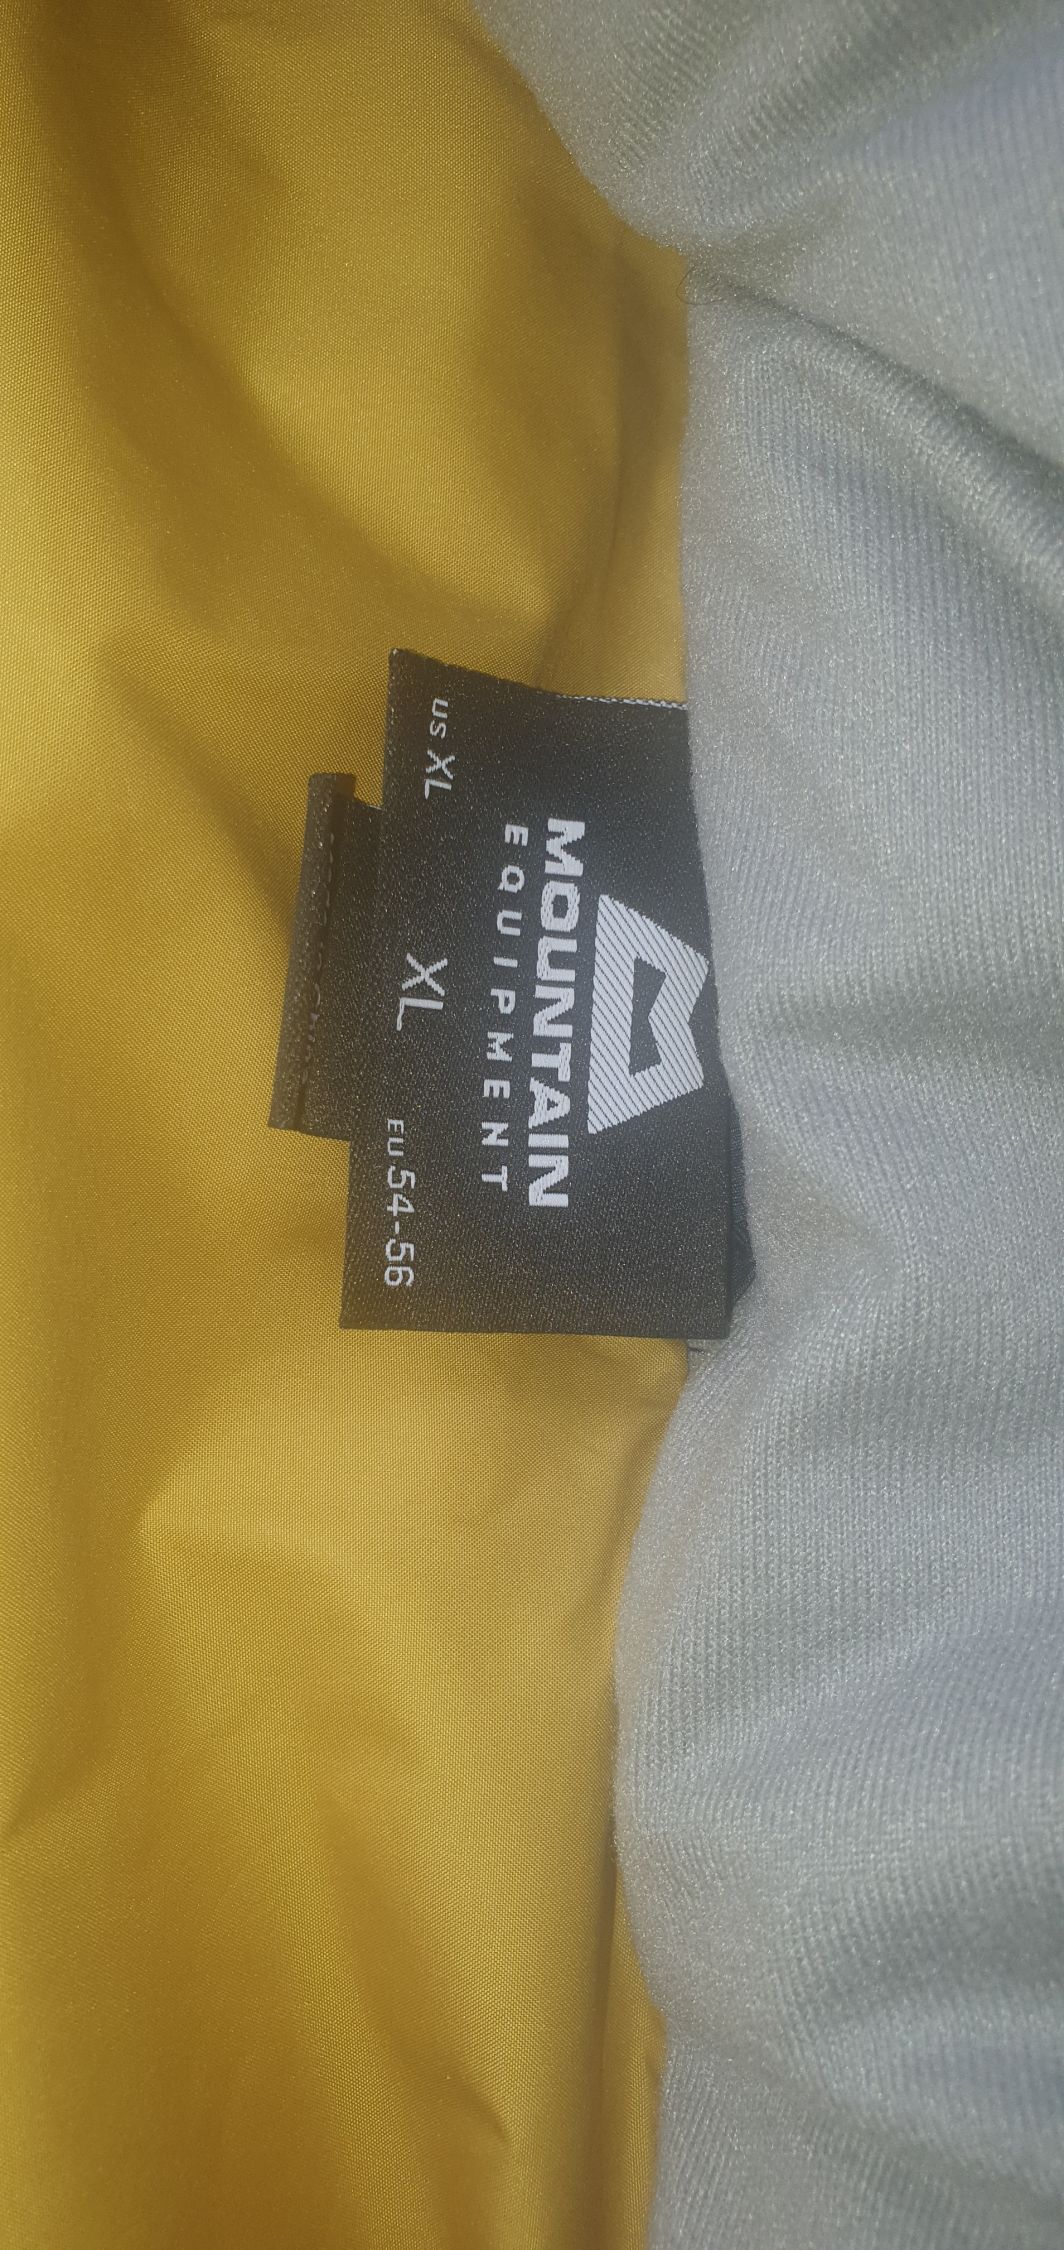 MOUNTAIN
EQUIPMENT
US XL XL EU 54-56